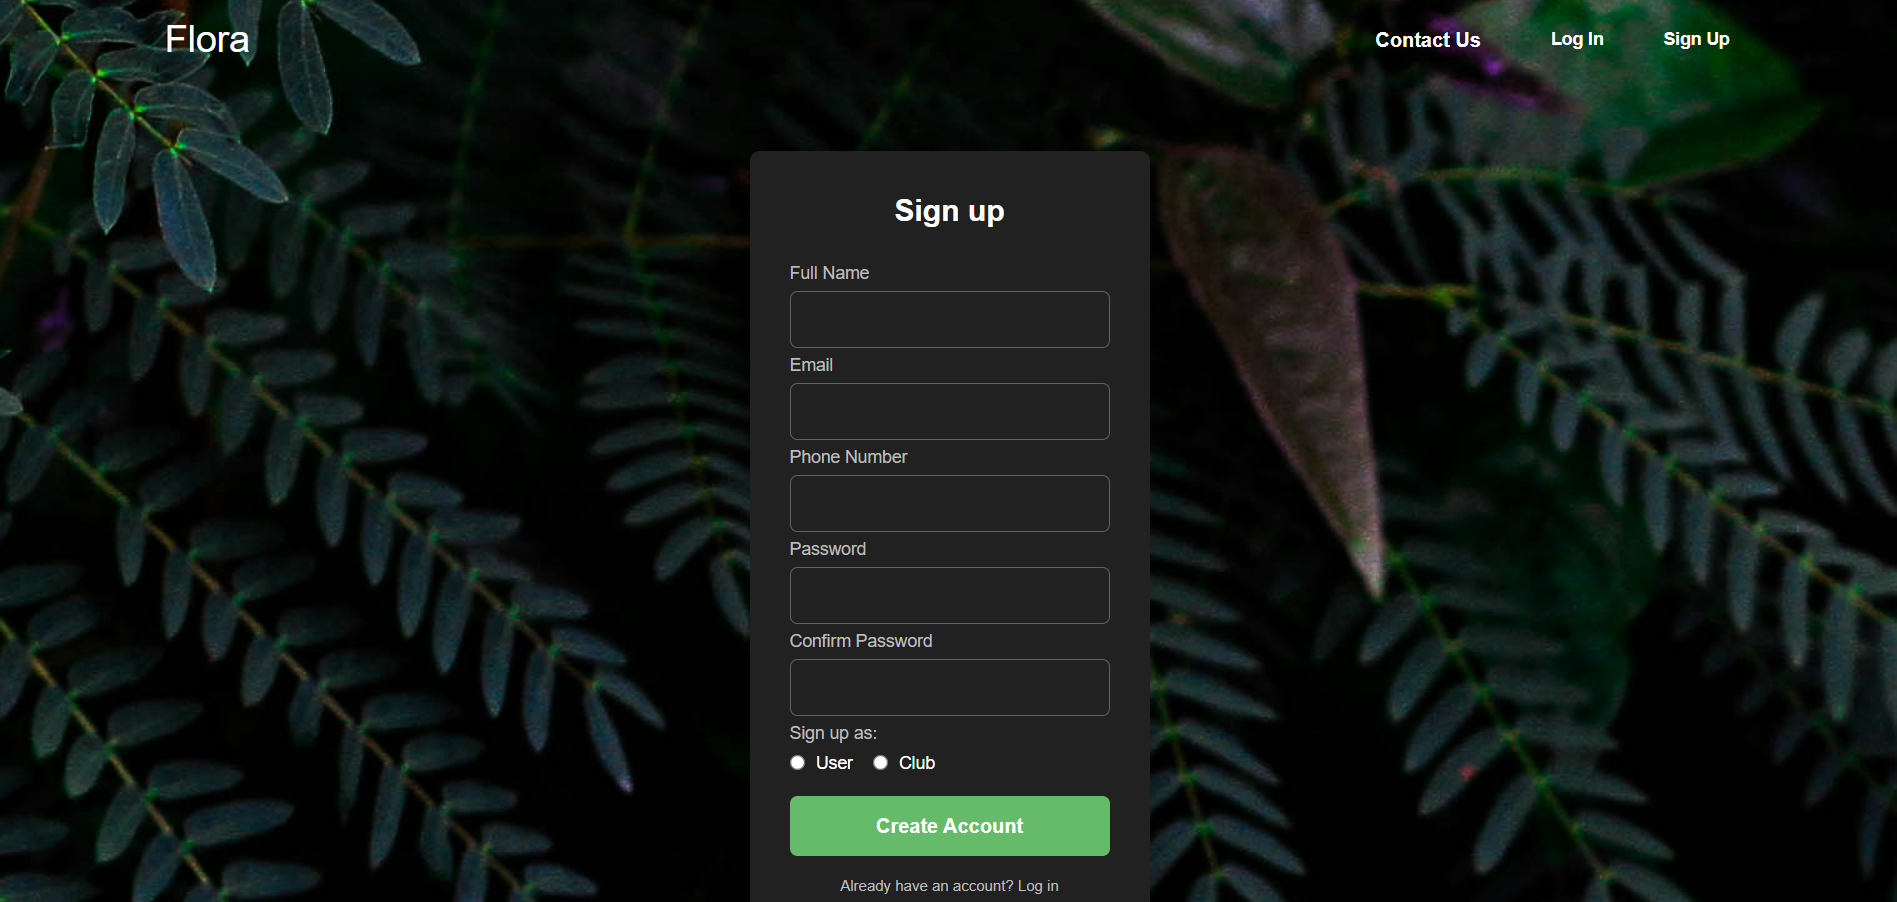 Flora
Contact Us
Log In
Sign Up
Sign up
Full Name
Email
Phone Number
Password
Confirm Password
Sign up as:
User
Club
Create Account
Already have an account? Log in